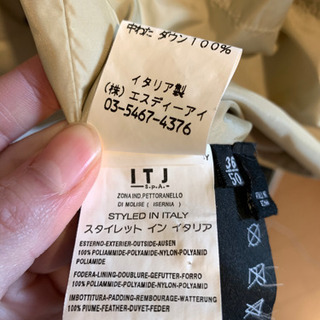 中わた ダウン100%
イタリア製
(株) エスディーアイ
03-5467-4376
ITJ
S.p.A.
ZONA IND. PETTORANELLO
DI MOLISE (ISERNIA)
STYLED IN ITALY
スタイレット イン イタリア
ESTERNO-EXTERIOR-OUTSIDE-AUSEN
100% POLIAMMIDE-POLYAMIDE-NYLON-POLYAMID
POLIAMIDE
FODERA-LINING-DOUBLURE-GEFUTTER-FORRO
100% POLIAMMIDE-POLYAMIDE-NYLON-POLYAMID
IMBOTTITURA-PADDING-REMBOURAGE-WATTERUNG
100% PIUME-FEATHER-DUVET-FEDER
36
50